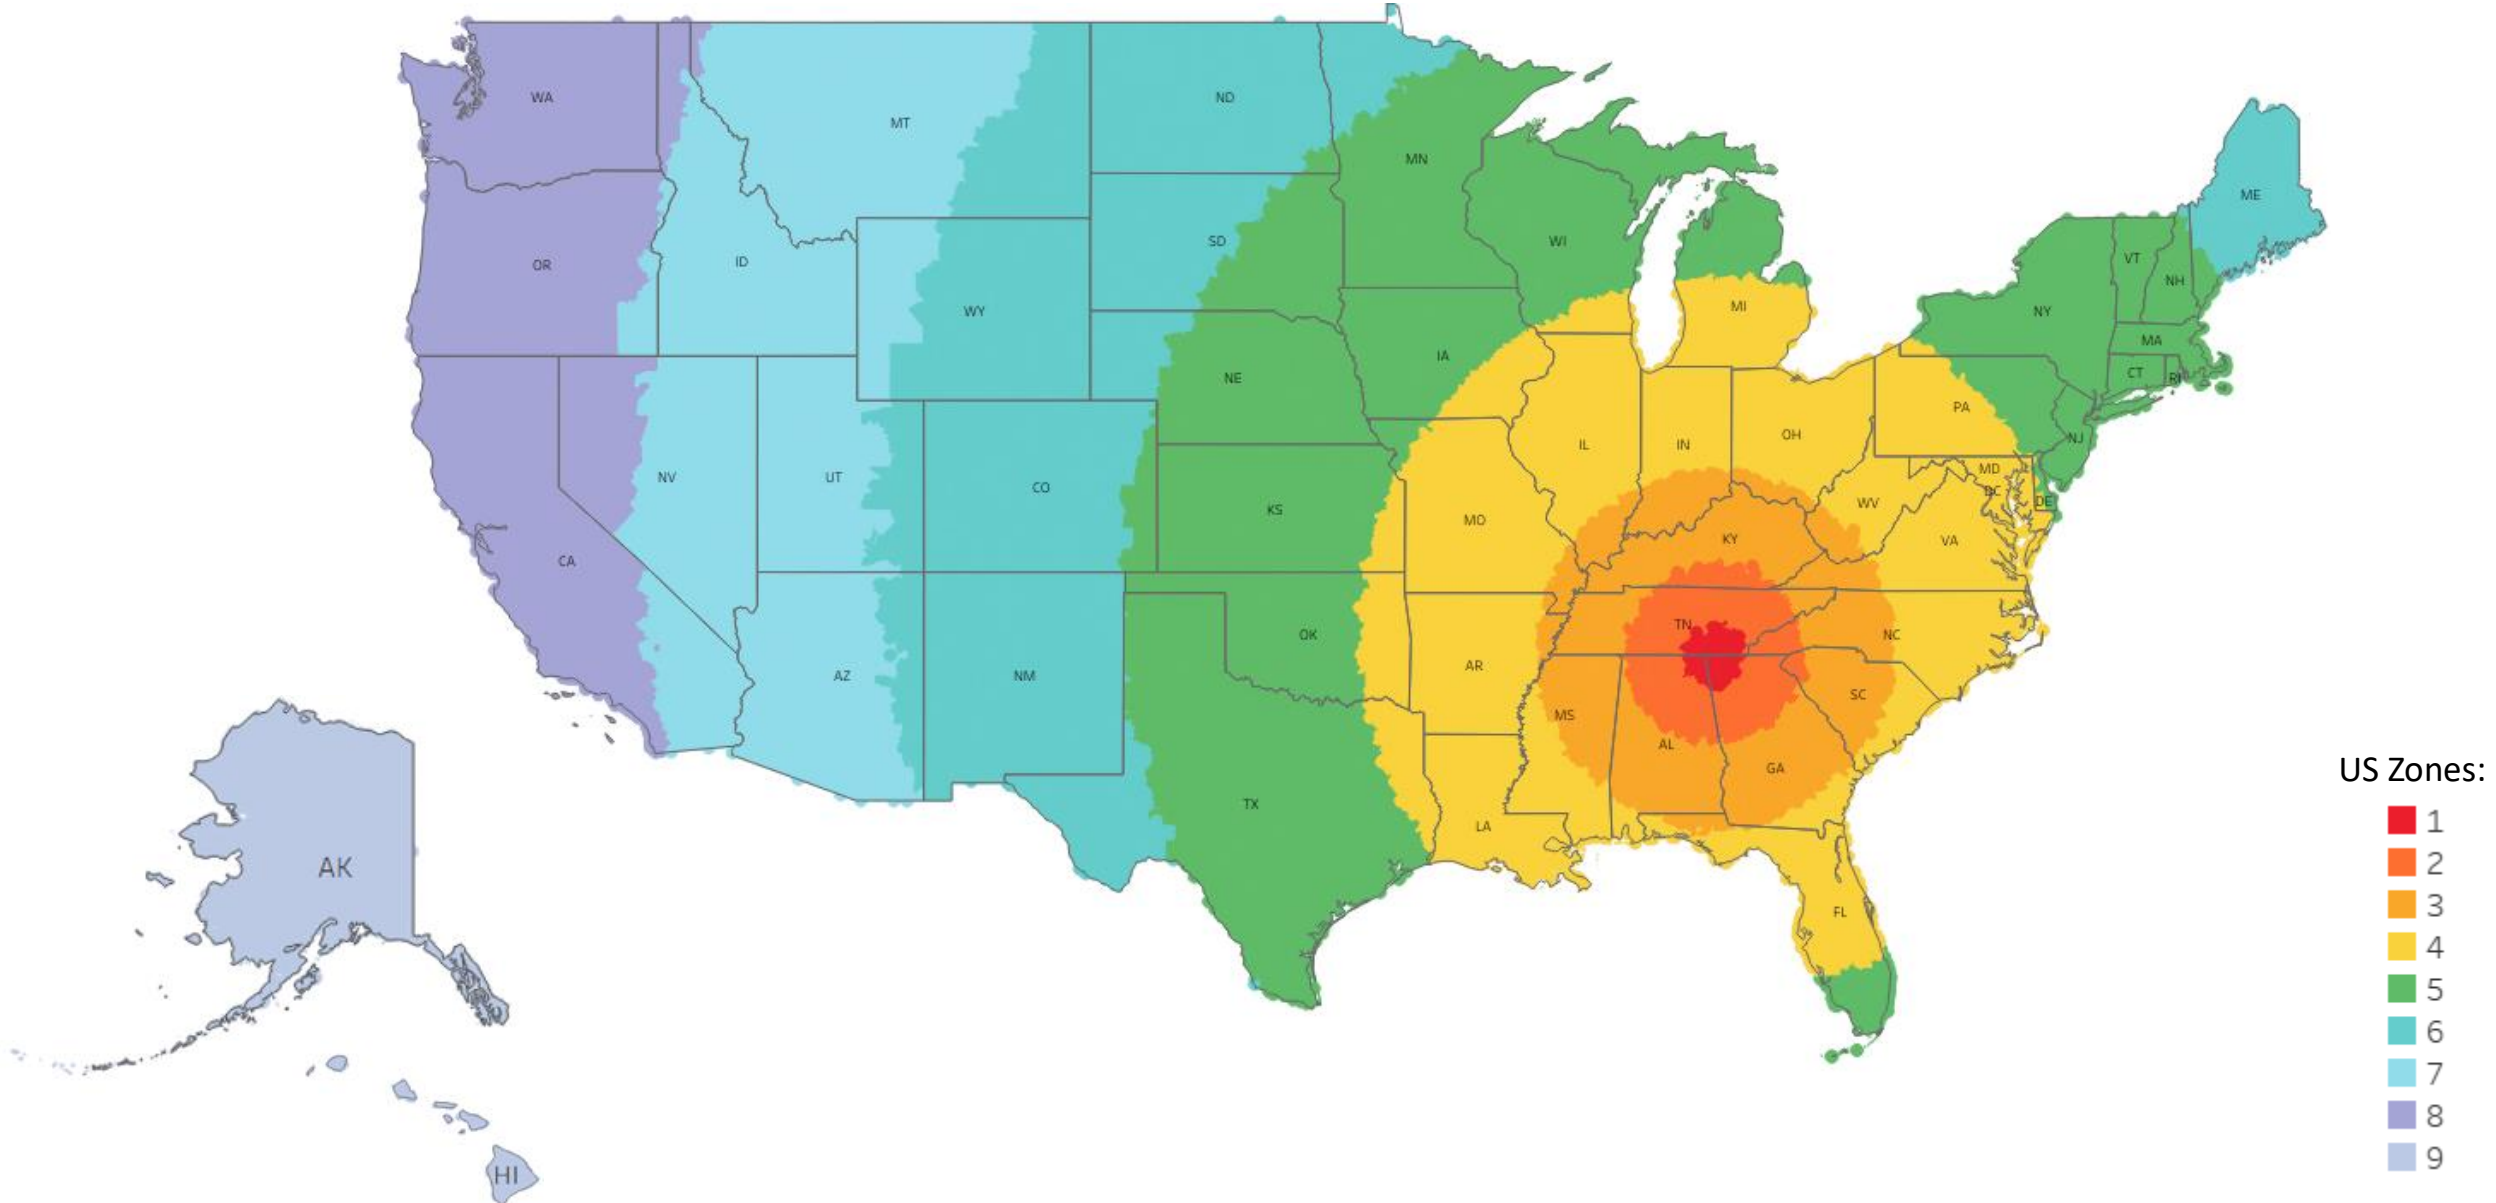 WA
MT
ND
MN
ME
OR
ID
SD
WI
VT
NH
WY
MI
NY
MA
IA
NE
CT
RI
PA
NV
UT
CO
IL
IN
OH
NJ
MD
DC
DE
KS
MO
WV
KY
VA
CA
OK
TN
NC
AZ
NM
AR
SC
MS
AL
GA
TX
LA
FL
AK
HI
US Zones:
1
2
3
4
5
6
7
8
9